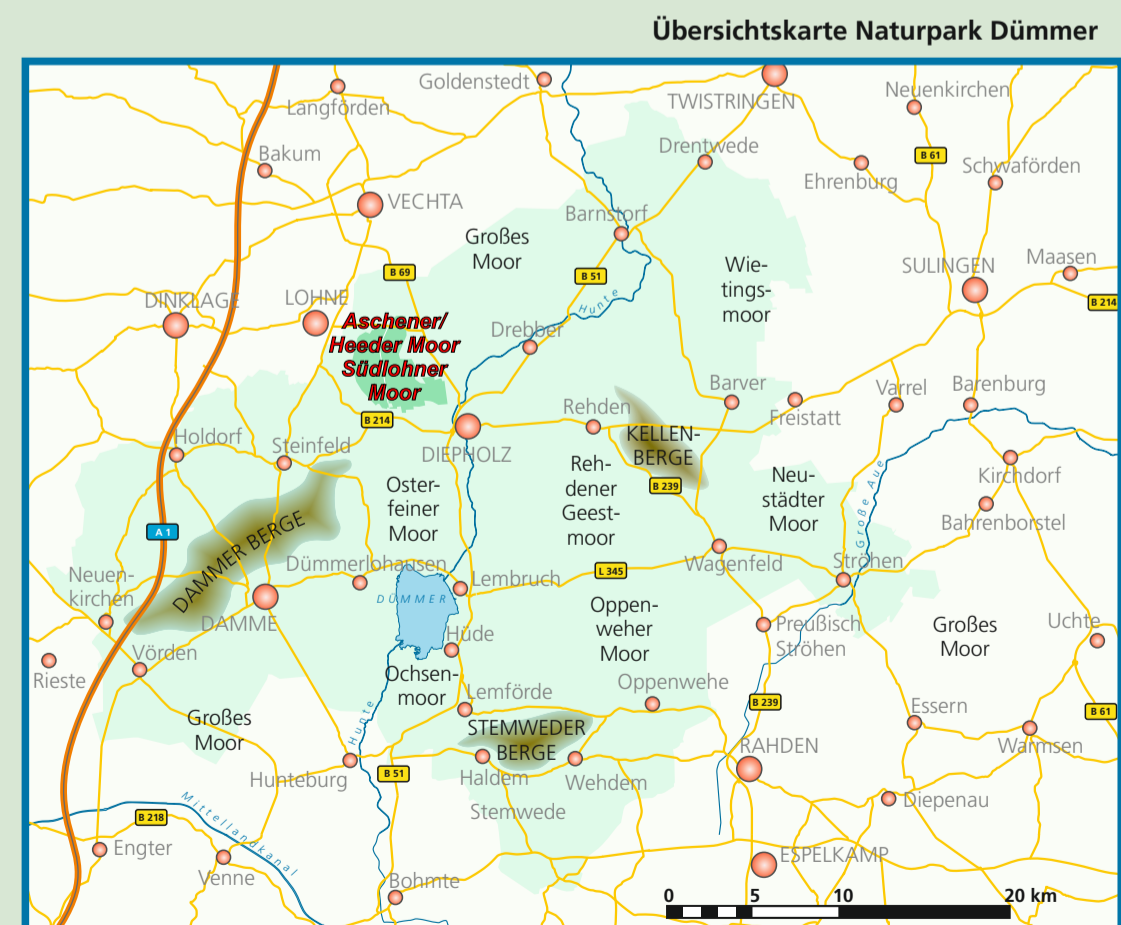 Übersichtskarte Naturpark Dümmer
Goldenstedt
TWISTRINGEN
Neuenkirchen
Langförden
Drentwede
B 61
Bakum
Ehrenburg
Schwaförden
VECHTA
Barnstorf
Großes
Moor
B 69
B 51
Wie-
tings-
moor
SULINGEN
Maasen
B 214
DINKLAGE
LOHNE
Hunte
Aschener/
Heeder Moor
Südlohner
Moor
Drebber
Barver
Varrel
Barenburg
Freistatt
B 214
Rehden
DIEPHOLZ
KELLEN-
BERGE
Holdorf
Steinfeld
Kirchdorf
B 239
Reh-
dener
Geest-
moor
Neu-
städter
Moor
Oster-
feiner
Moor
Große Aue
Bahrenborstel
A 1
DAMMER BERGE
Dümmerlohausen
Wagenfeld
Ströhen
Neuen-
kirchen
Lembruch
L 345
DÜMMER
DAMME
Oppen-
weher
Moor
Preußisch
Ströhen
Großes
Moor
Uchte
Hüde
Vörden
Rieste
Ochsen-
moor
Lemförde
Oppenwehe
B 239
Essern
B 61
Großes
Moor
Hunte
STEMWEDER
BERGE
RAHDEN
Warmsen
Hunteburg
B 51
Haldem
Wehdem
Stemwede
Diepenau
Mittellandkanal
B 218
Engter
Venne
ESPELKAMP
Bohmte
0 5 10 20 km